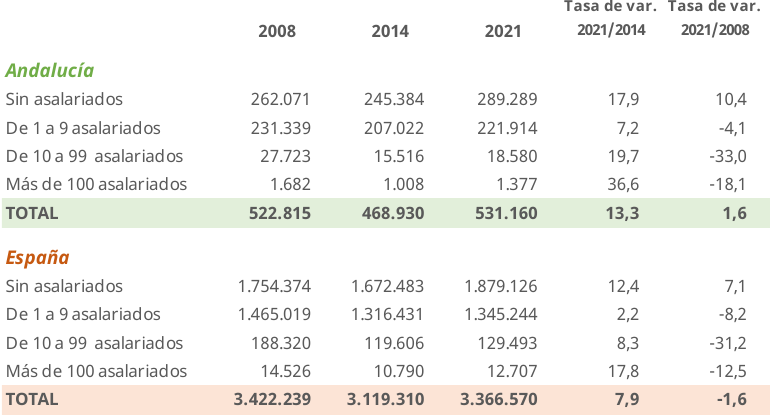 Tasa de var. Tasa de var.
2008 2014 2021 2021/2014 2021/2008
Andalucía
Sin asalariados 262.071 245.384 289.289 17,9 10,4
De 1 a 9 asalariados 231.339 207.022 221.914 7,2 -4,1
De 10 a 99 asalariados 27.723 15.516 18.580 19,7 -33,0
Más de 100 asalariados 1.682 1.008 1.377 36,6 -18,1
TOTAL 522.815 468.930 531.160 13,3 1,6
España
Sin asalariados 1.754.374 1.672.483 1.879.126 12,4 7,1
De 1 a 9 asalariados 1.465.019 1.316.431 1.345.244 2,2 -8,2
De 10 a 99 asalariados 188.320 119.606 129.493 8,3 -31,2
Más de 100 asalariados 14.526 10.790 12.707 17,8 -12,5
TOTAL 3.422.239 3.119.310 3.366.570 7,9 -1,6